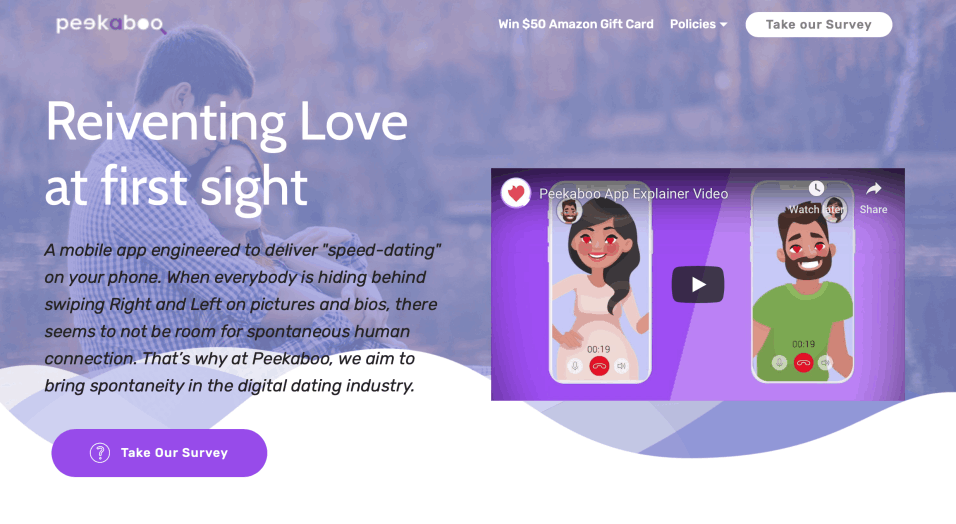 peekaboo
Win $50 Amazon Gift Card
Policies
Take our Survey
Reiventing Love
at first sight
A mobile app engineered to deliver "speed-dating"
on your phone. When everybody is hiding behind
swiping Right and Left on pictures and bios, there
seems to not be room for spontaneous human
connection. That's why at Peekaboo, we aim to
bring spontaneity in the digital dating industry.
Peekaboo App Explainer Video
Watch later
Share
00:19
00:19
? Take Our Survey